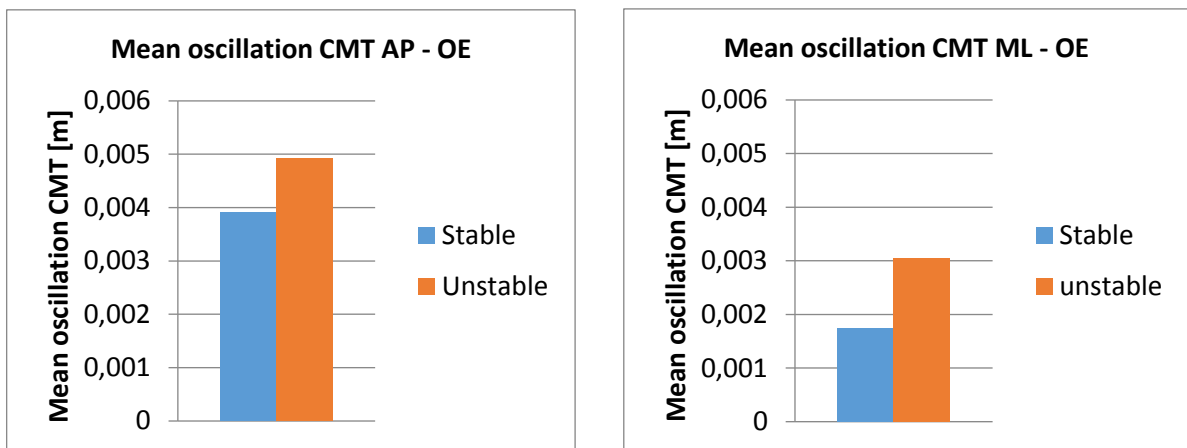 Mean oscillation CMT AP - OE
Mean oscillation CMT [m]
0,006
0,005
0,004
0,003
0,002
0,001
0
Stable
Unstable
Mean oscillation CMT ML - OE
Mean oscillation CMT [m]
0,006
0,005
0,004
0,003
0,002
0,001
0
Stable
unstable